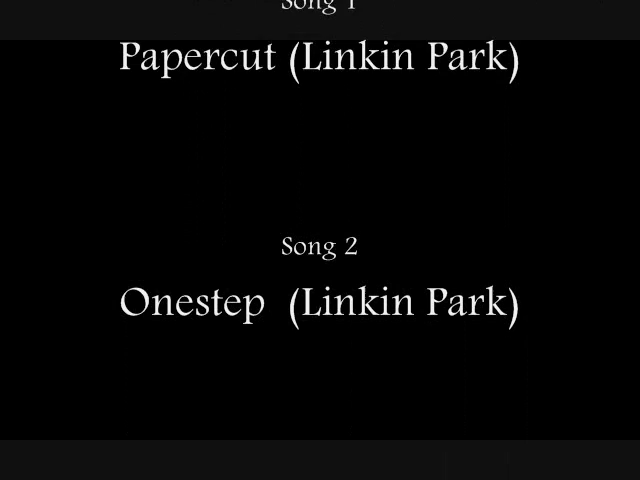 Song 1
Papercut (Linkin Park)
Song 2
Onestep (Linkin Park)